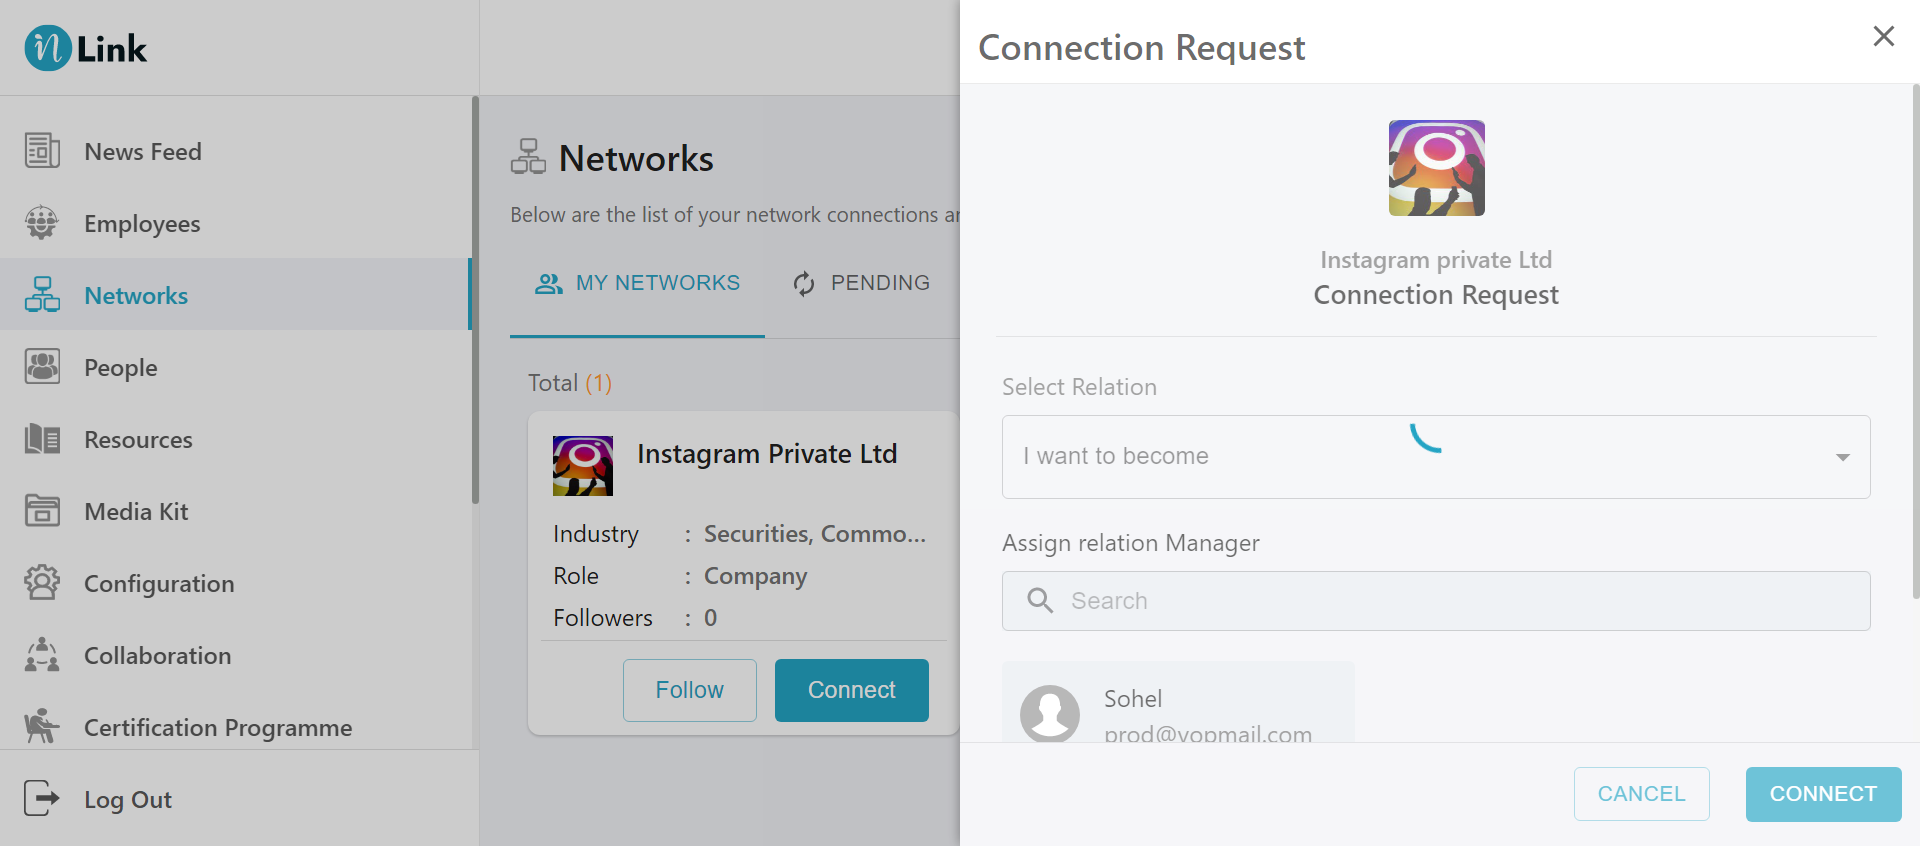 in Link
News Feed
Employees
Networks
People
Resources
Media Kit
Configuration
Collaboration
Certification Programme
Log Out
Networks
Below are the list of your network connections an
MY NETWORKS
PENDING
Total (1)
Instagram Private Ltd
Industry : Securities, Commo...
Role : Company
Followers : 0
Follow
Connect
Connection Request
Instagram private Ltd
Connection Request
Select Relation
I want to become
Assign relation Manager
Search
Sohel
prod@yopmail.com
CANCEL
CONNECT